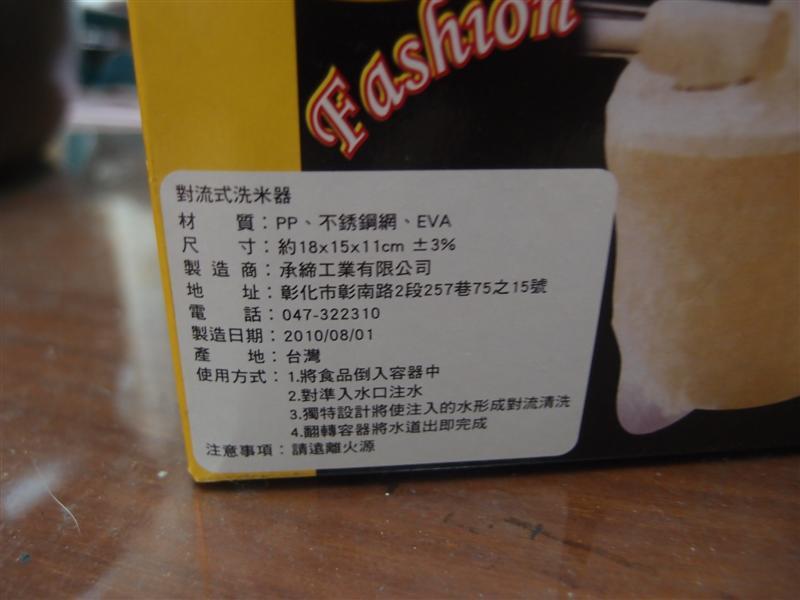 Fashion
對流式洗米器
材 質：PP、不銹鋼網、EVA
尺 寸：約18x15x11cm ±3%
製 造 商：承締工業有限公司
地 址：彰化市彰南路2段257巷75之15號
電 話：047-322310
製造日期：2010/08/01
產 地：台灣
使用方式：1.將食品倒入容器中
2.對準入水口注水
3.獨特設計將使注入的水形成對流清洗
4.翻轉容器將水道出即完成
注意事項：請遠離火源